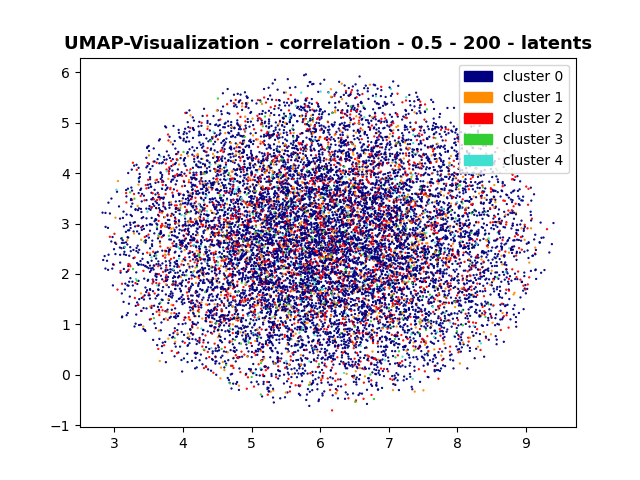 UMAP-Visualization - correlation - 0.5 - 200 - latents
cluster 0
cluster 1
cluster 2
cluster 3
cluster 4
6
5
4
3
2
1
0
−1
3 4 5 6 7 8 9